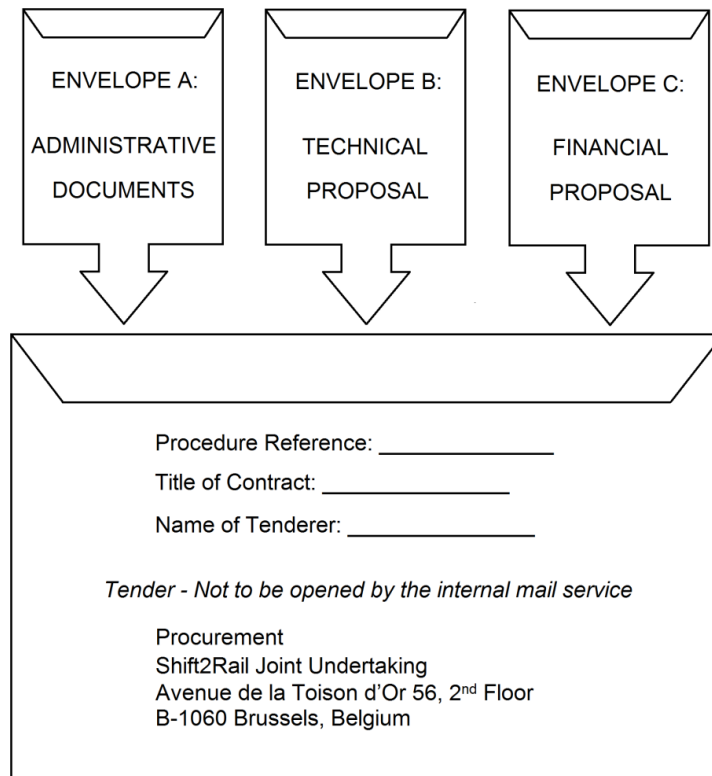 ENVELOPE A:
ADMINISTRATIVE
DOCUMENTS
ENVELOPE B:
TECHNICAL
PROPOSAL
ENVELOPE C:
FINANCIAL
PROPOSAL
Procedure Reference: _______________
Title of Contract: ________________
Name of Tenderer: ________________
Tender - Not to be opened by the internal mail service
Procurement
Shift2Rail Joint Undertaking
Avenue de la Toison d’Or 56, 2nd Floor
B-1060 Brussels, Belgium